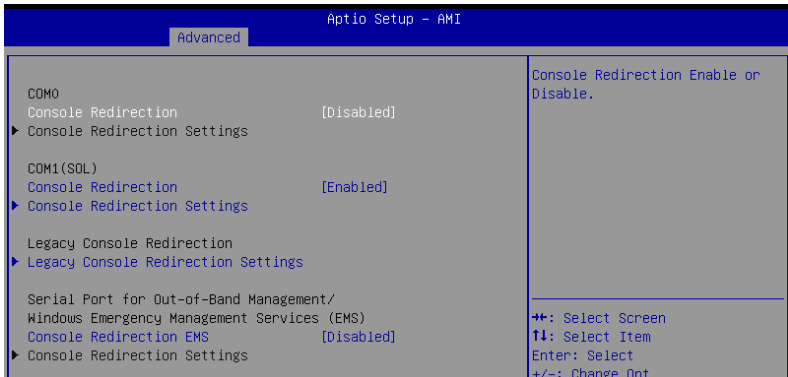 Aptio Setup – AMI
Advanced
COM0
Console Redirection [Disabled]
Console Redirection Settings
COM1(SOL)
Console Redirection [Enabled]
Console Redirection Settings
Legacy Console Redirection
Legacy Console Redirection Settings
Serial Port for Out-of-Band Management/
Windows Emergency Management Services (EMS)
Console Redirection EMS [Disabled]
Console Redirection Settings
Console Redirection Enable or
Disable.
→←: Select Screen
↑↓: Select Item
Enter: Select
+/-: Change Opt.